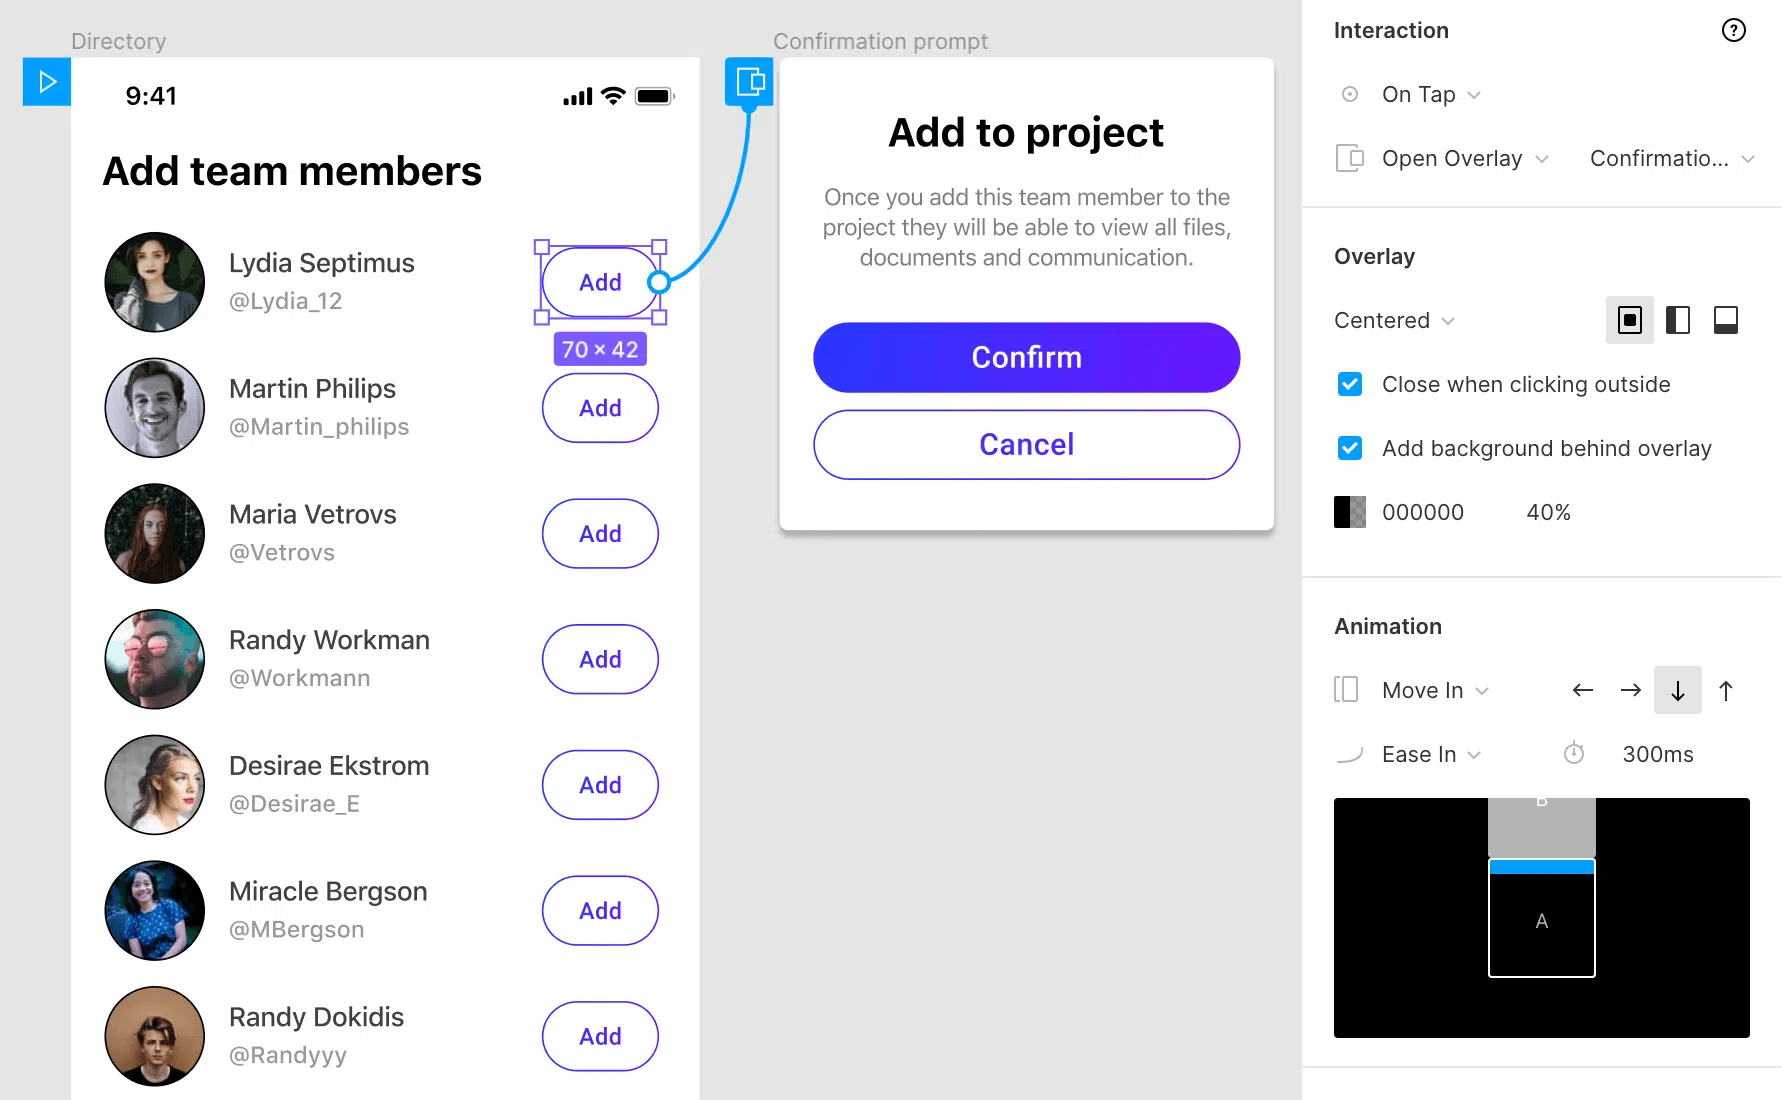 Directory
9:41
Add team members
Lydia Septimus
@Lydia_12
Add
70 × 42
Martin Philips
@Martin_philips
Add
Maria Vetrovs
@Vetrovs
Add
Randy Workman
@Workmann
Add
Desirae Ekstrom
@Desirae_E
Add
Miracle Bergson
@MBergson
Add
Randy Dokidis
@Randyyy
Add
Confirmation prompt
Add to project
Once you add this team member to the
project they will be able to view all files,
documents and communication.
Confirm
Cancel
Interaction
?
On Tap
Open Overlay Confirmatio...
Overlay
Centered
Close when clicking outside
Add background behind overlay
000000 40%
Animation
Move In
Ease In 300ms
B
A